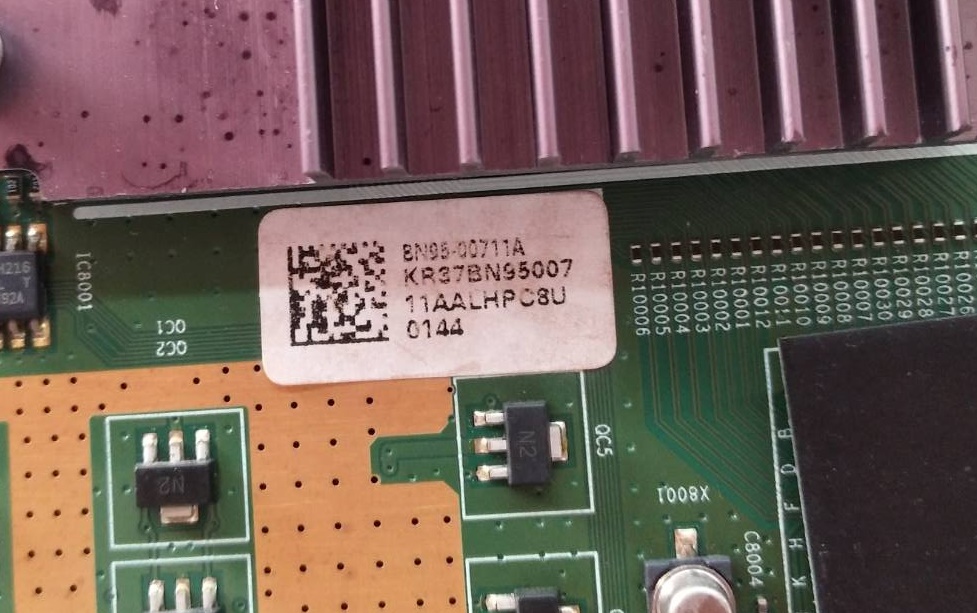 BN95-00711A
KR37BN95007
11AALHPC8U
0144
IC8001
QC1
QC2
N2
N2
QC5
X8001
C8004
R10006
R10005
R10004
R10003
R10002
R10001
R10012
R10011
R10010
R10009
R10008
R10007
R10030
R10029
R10028
R10027
B
D
F
H
K